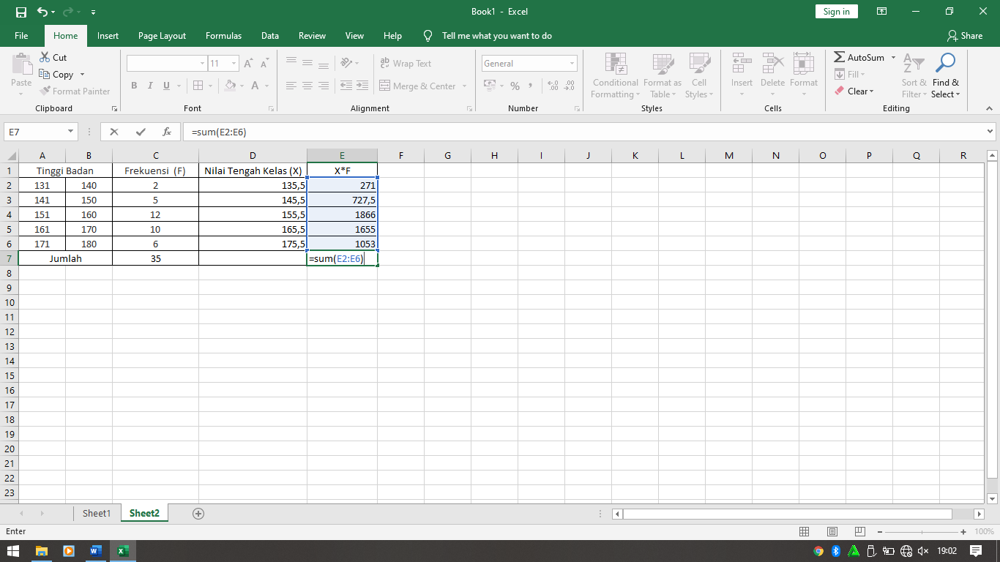 Book1 - Excel
Sign in
File Home Insert Page Layout Formulas Data Review View Help Tell me what you want to do Share
Cut
Copy
Format Painter
Paste
Clipboard
11
B I U
A A
A
Font
ab Wrap Text
Merge & Center
Alignment
General
% ,
Number
Conditional Formatting
Format as Table
Cell Styles
Styles
Insert Delete Format
Cells
AutoSum
Fill
Clear
Sort & Filter
Find & Select
Editing
E7 fx =sum(E2:E6)
A B C D E F G H I J K L M N O P Q R
1 Tinggi Badan Frekuensi (F) Nilai Tengah Kelas (X) X*F
2 131 140 2 135,5 271
3 141 150 5 145,5 727,5
4 151 160 12 155,5 1866
5 161 170 10 165,5 1655
6 171 180 6 175,5 1053
7 Jumlah 35 =sum(E2:E6)
8
9
10
11
12
13
14
15
16
17
18
19
20
21
22
23
Sheet1 Sheet2
Enter 100%
19:02